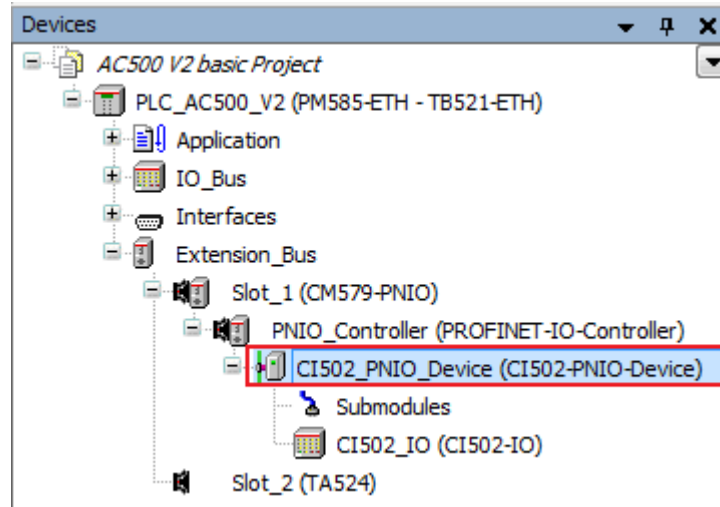 Devices
AC500 V2 basic Project
PLC_AC500_V2 (PM585-ETH - TB521-ETH)
Application
IO_Bus
Interfaces
Extension_Bus
Slot_1 (CM579-PNIO)
PNIO_Controller (PROFINET-IO-Controller)
CI502_PNIO_Device (CI502-PNIO-Device)
Submodules
CI502_IO (CI502-IO)
Slot_2 (TA524)